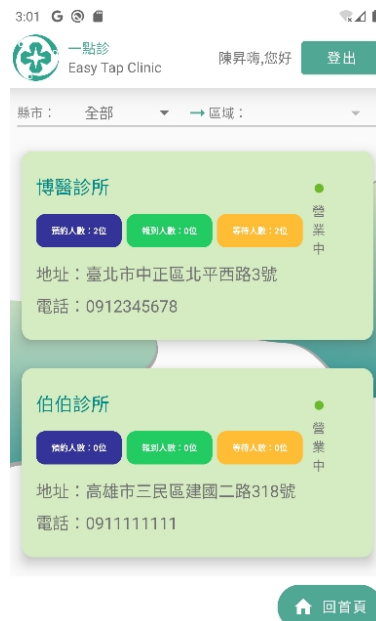 3:01 G
一點診
Easy Tap Clinic
陳昇嗨,您好
登出
縣市： 全部 → 區域：
博醫診所
營業中
預約人數：2位 報到人數：0位 等待人數：2位
地址：臺北市中正區北平西路3號
電話：0912345678
伯伯診所
營業中
預約人數：0位 報到人數：0位 等待人數：0位
地址：高雄市三民區建國二路318號
電話：0911111111
回首頁